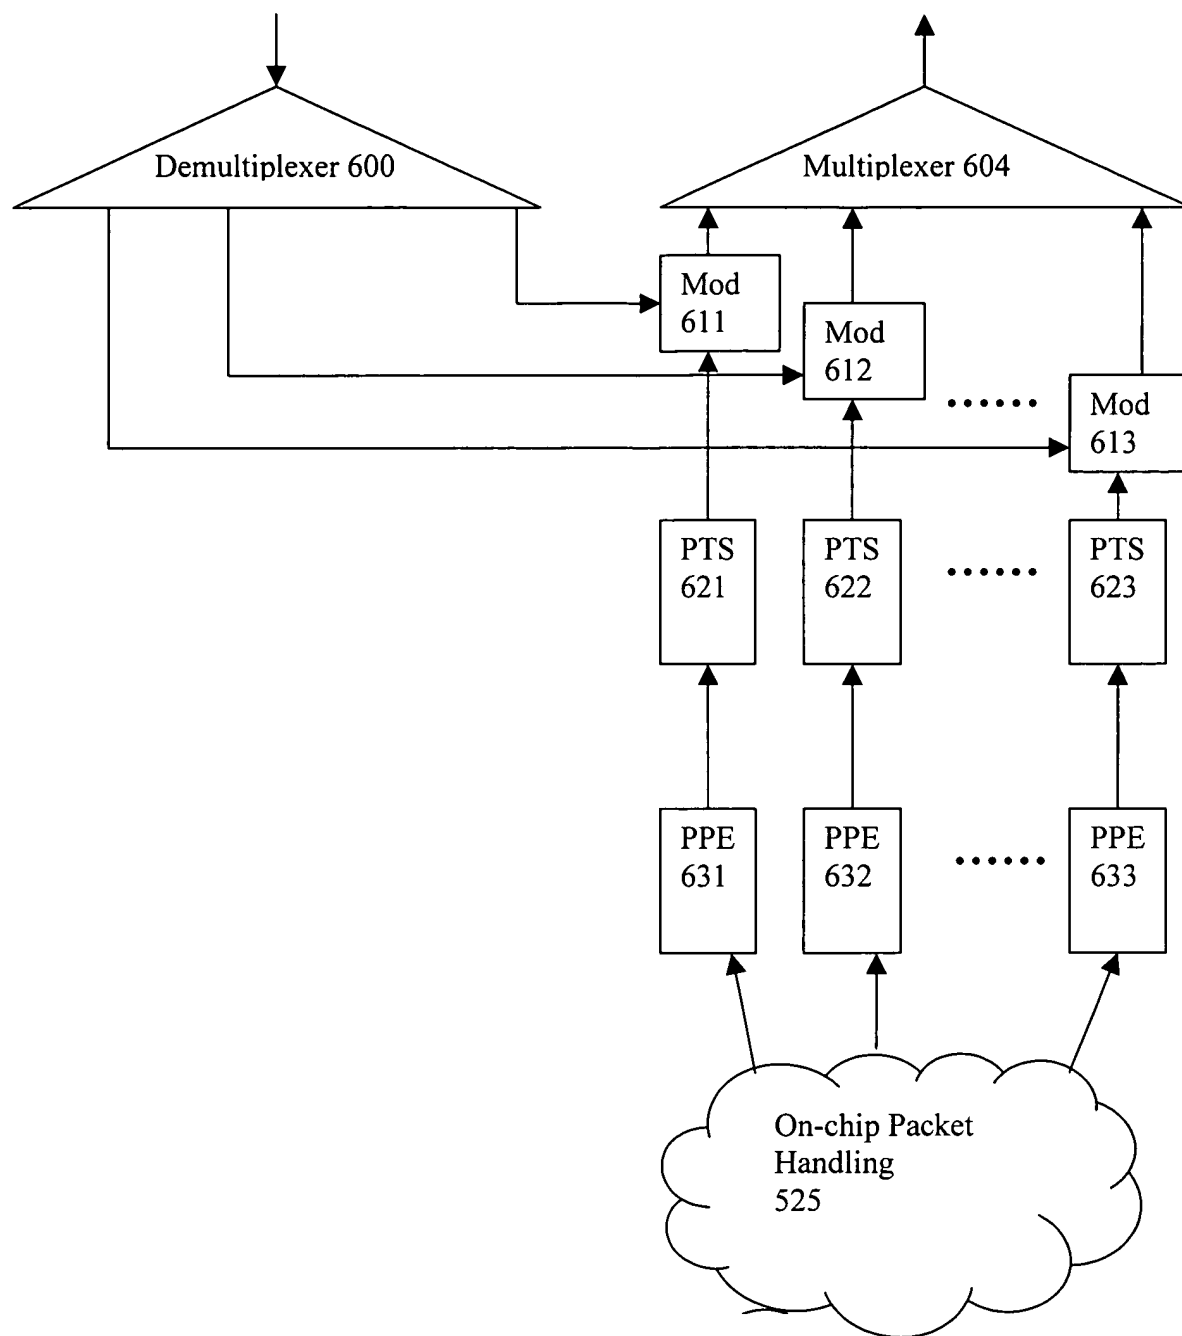 Demultiplexer 600
Multiplexer 604
Mod
611
Mod
612
Mod
613
PTS
621
PTS
622
PTS
623
PPE
631
PPE
632
PPE
633
On-chip Packet
Handling
525